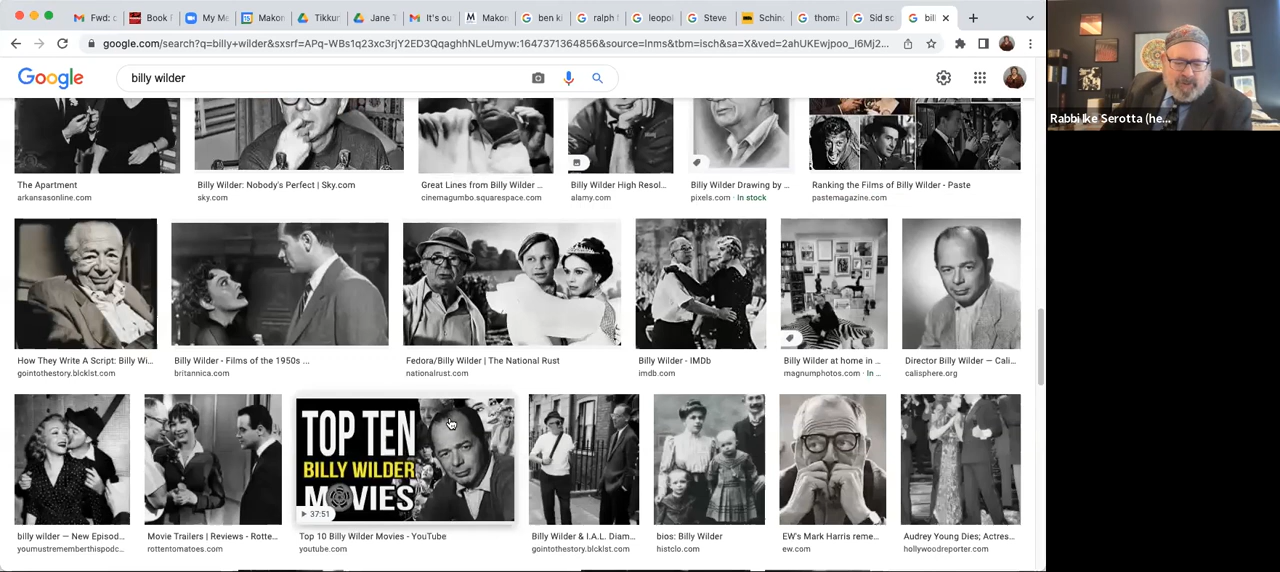 Fwd: c
Book F
My Me
Makon
Tikkur
Jane T
It's ou
Makon
ben ki
ralph f
leopol
Steve
Schinc
thoma
Sid sc
bill
google.com/search?q=billy+wilder&sxsrf=APq-WBs1q23xc3rjY2ED3QqaghhNLeUmyw:1647371364856&source=lnms&tbm=isch&sa=X&ved=2ahUKEwjpoo_I6Mj2...
Google
billy wilder
The Apartment
arkansasonline.com
Billy Wilder: Nobody's Perfect | Sky.com
sky.com
Great Lines from Billy Wilder ...
cinemagumbo.squarespace.com
Billy Wilder High Resol...
alamy.com
Billy Wilder Drawing by ...
pixels.com · In stock
Ranking the Films of Billy Wilder - Paste
pastemagazine.com
How They Write A Script: Billy Wi...
gointothestory.blcklst.com
Billy Wilder - Films of the 1950s ...
britannica.com
Fedora/Billy Wilder | The National Rust
nationalrust.com
Billy Wilder - IMDb
imdb.com
Billy Wilder at home in ...
magnumphotos.com · In ...
Director Billy Wilder — Cali...
calisphere.org
TOP TEN
BILLY WILDER
MOVIES
37:51
billy wilder — New Episod...
youmustrememberthispodc...
Movie Trailers | Reviews - Rotte...
rottentomatoes.com
Top 10 Billy Wilder Movies - YouTube
youtube.com
Billy Wilder & I.A.L. Diam...
gointothestory.blcklst.com
bios: Billy Wilder
histclo.com
EW's Mark Harris reme...
ew.com
Audrey Young Dies; Actres...
hollywoodreporter.com
Rabbi Ike Serotta (he...